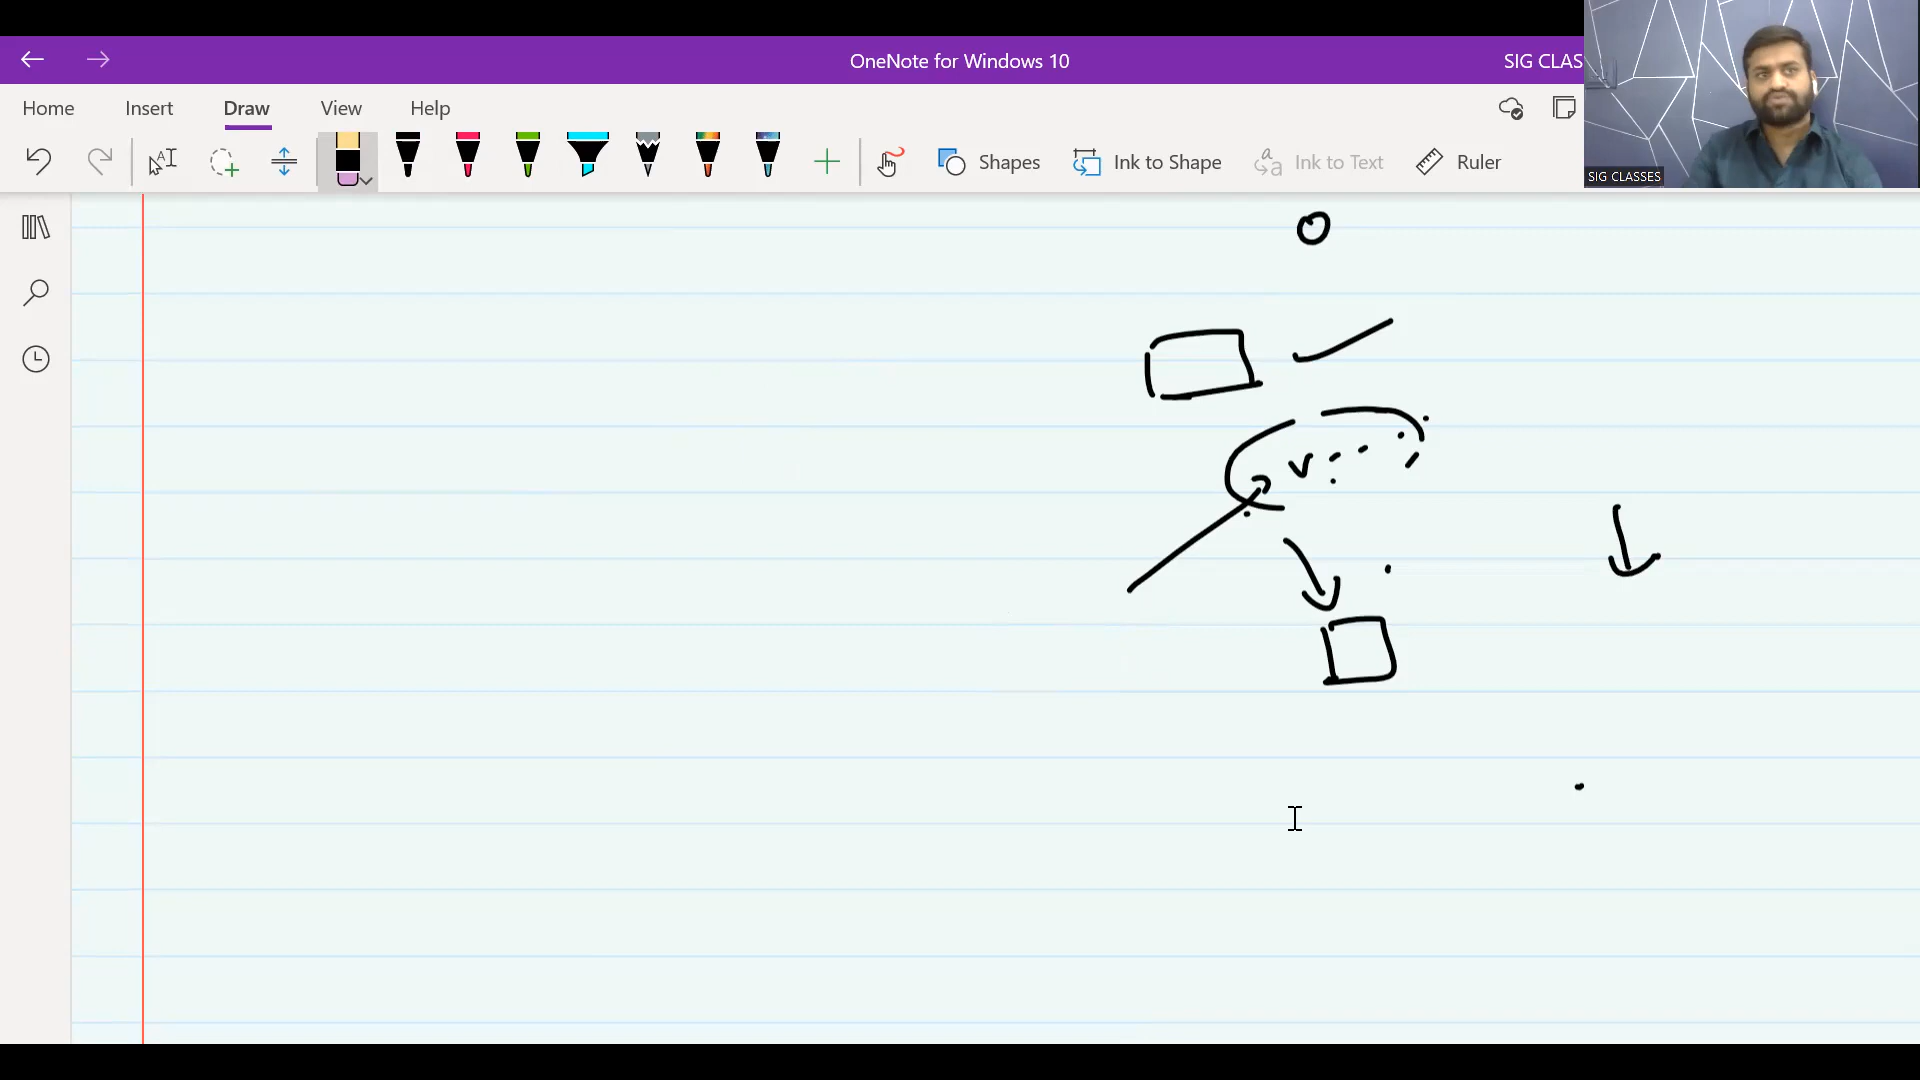 OneNote for Windows 10
SIG CLAS
Home Insert Draw View Help
Shapes Ink to Shape Ink to Text Ruler
SIG CLASSES